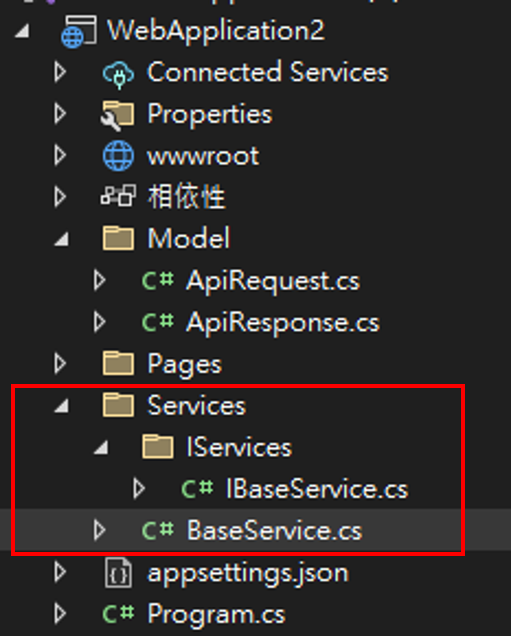 WebApplication2
Connected Services
Properties
wwwroot
相依性
Model
C# ApiRequest.cs
C# ApiResponse.cs
Pages
Services
IServices
C# IBaseService.cs
C# BaseService.cs
appsettings.json
C# Program.cs